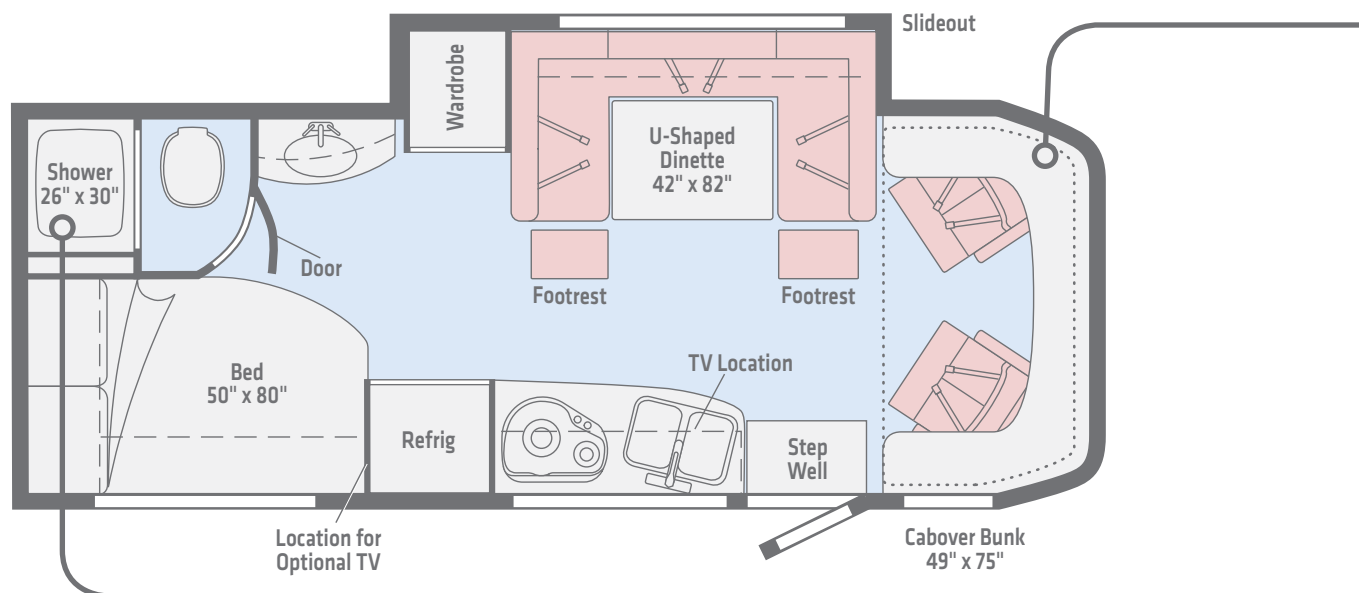 Slideout
Wardrobe
U-Shaped
Dinette
42" x 82"
Shower
26" x 30"
Door
Footrest
Footrest
TV Location
Bed
50" x 80"
Refrig
Step
Well
Location for
Optional TV
Cabover Bunk
49" x 75"